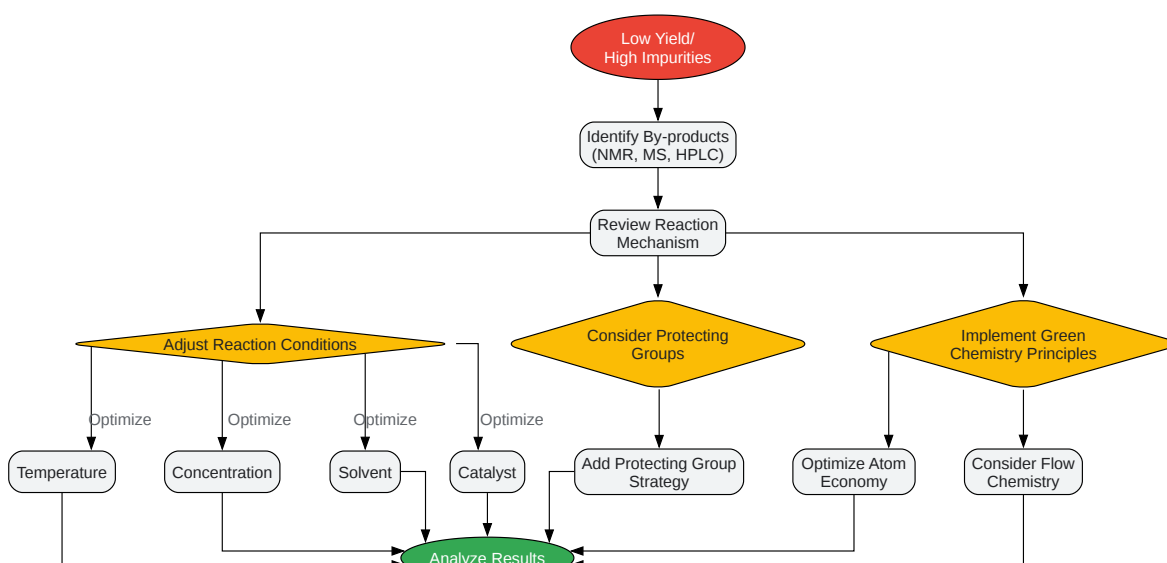 Low Yield/
High Impurities
Identify By-products
(NMR, MS, HPLC)
Review Reaction
Mechanism
Adjust Reaction Conditions
Consider Protecting
Groups
Implement Green
Chemistry Principles
Optimize
Optimize
Optimize
Optimize
Temperature
Concentration
Solvent
Catalyst
Add Protecting Group
Strategy
Optimize Atom
Economy
Consider Flow
Chemistry
Analyze Results